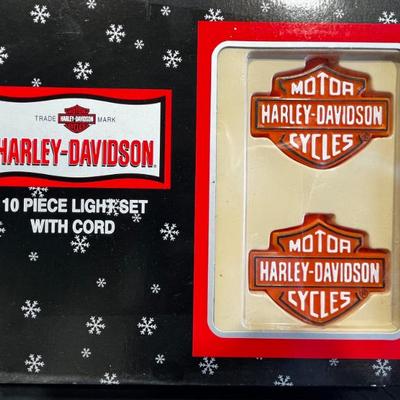 TRADE MARK
HARLEY-DAVIDSON
HARLEY-DAVIDSON®
10 PIECE LIGHT SET
WITH CORD
MOTOR
HARLEY-DAVIDSON
CYCLES®
MOTOR
HARLEY-DAVIDSON
CYCLES®